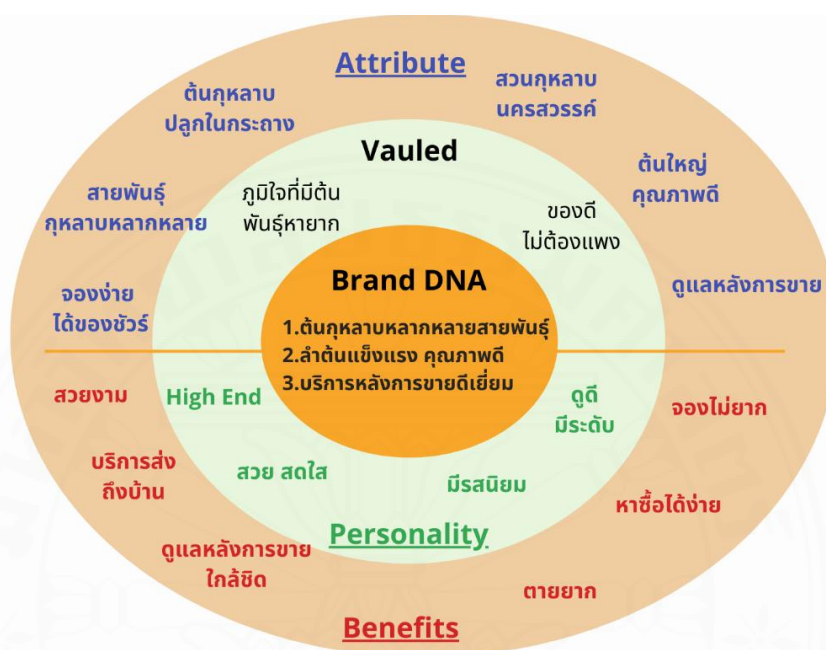 Attribute
ต้นกุหลาบ
ปลูกในกระถาง
สวนกุหลาบ
นครสวรรค์
Vauled
สายพันธุ์
กุหลาบหลากหลาย
ภูมิใจที่มีต้น
พันธุ์หายาก
ของดี
ไม่ต้องแพง
ต้นใหญ่
คุณภาพดี
จองง่าย
ได้ของชัวร์
ดูแลหลังการขาย
Brand DNA
1.ต้นกุหลาบหลากหลายสายพันธุ์
2.ลำต้นแข็งแรง คุณภาพดี
3.บริการหลังการขายดีเยี่ยม
สวยงาม
High End
ดูดี
มีระดับ
จองไม่ยาก
บริการส่ง
ถึงบ้าน
สวย สดใส
มีรสนิยม
หาซื้อได้ง่าย
Personality
ดูแลหลังการขาย
ใกล้ชิด
ตายยาก
Benefits